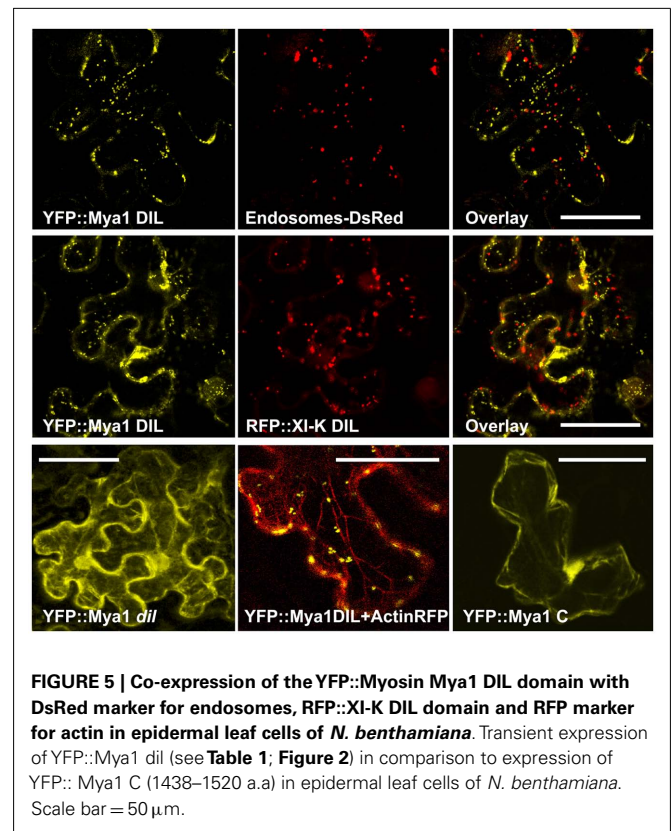 YFP::Mya1 DIL
Endosomes-DsRed
Overlay
YFP::Mya1 DIL
RFP::XI-K DIL
Overlay
YFP::Mya1 dil
YFP::Mya1DIL+ActinRFP
YFP::Mya1 C
FIGURE 5 | Co-expression of the YFP::Myosin Mya1 DIL domain with
DsRed marker for endosomes, RFP::XI-K DIL domain and RFP marker
for actin in epidermal leaf cells of N. benthamiana. Transient expression
of YFP::Mya1 dil (see Table 1; Figure 2) in comparison to expression of
YFP:: Mya1 C (1438–1520 a.a) in epidermal leaf cells of N. benthamiana.
Scale bar = 50 μm.